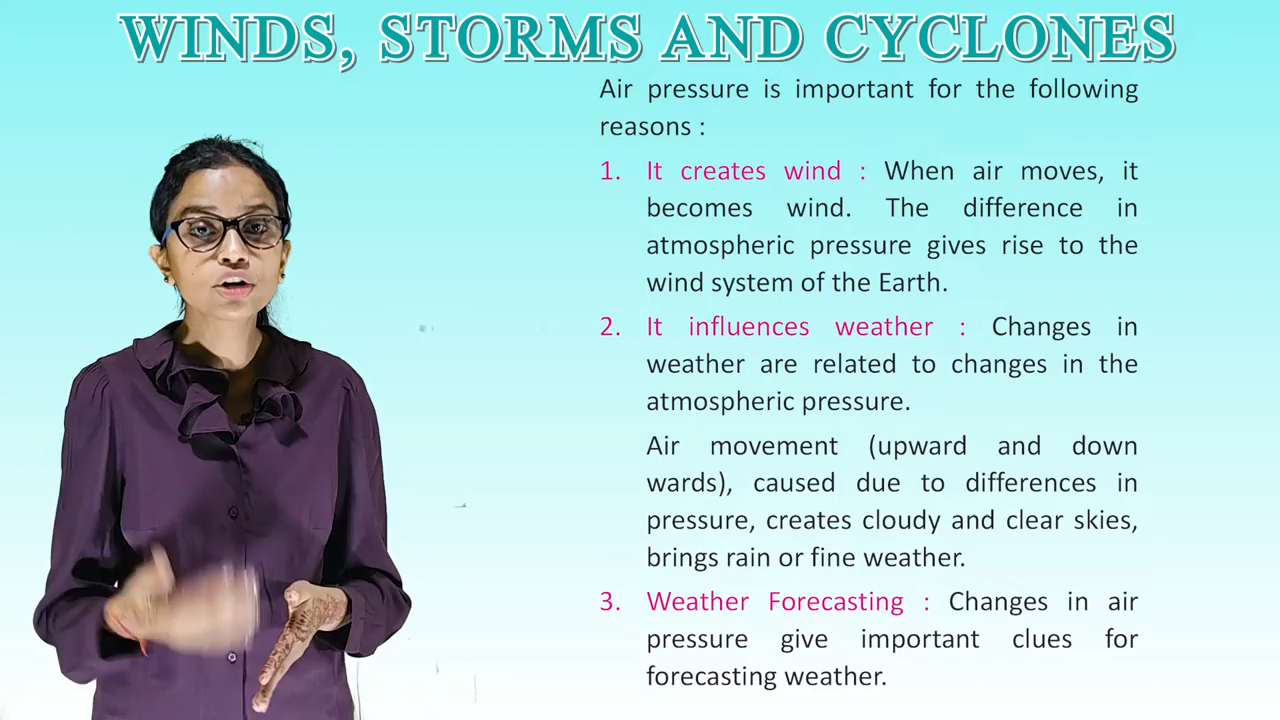 WINDS, STORMS AND CYCLONES
Air pressure is important for the following
reasons :
1. It creates wind : When air moves, it
becomes wind. The difference in
atmospheric pressure gives rise to the
wind system of the Earth.
2. It influences weather : Changes in
weather are related to changes in the
atmospheric pressure.
Air movement (upward and down
wards), caused due to differences in
pressure, creates cloudy and clear skies,
brings rain or fine weather.
3. Weather Forecasting : Changes in air
pressure give important clues for
forecasting weather.